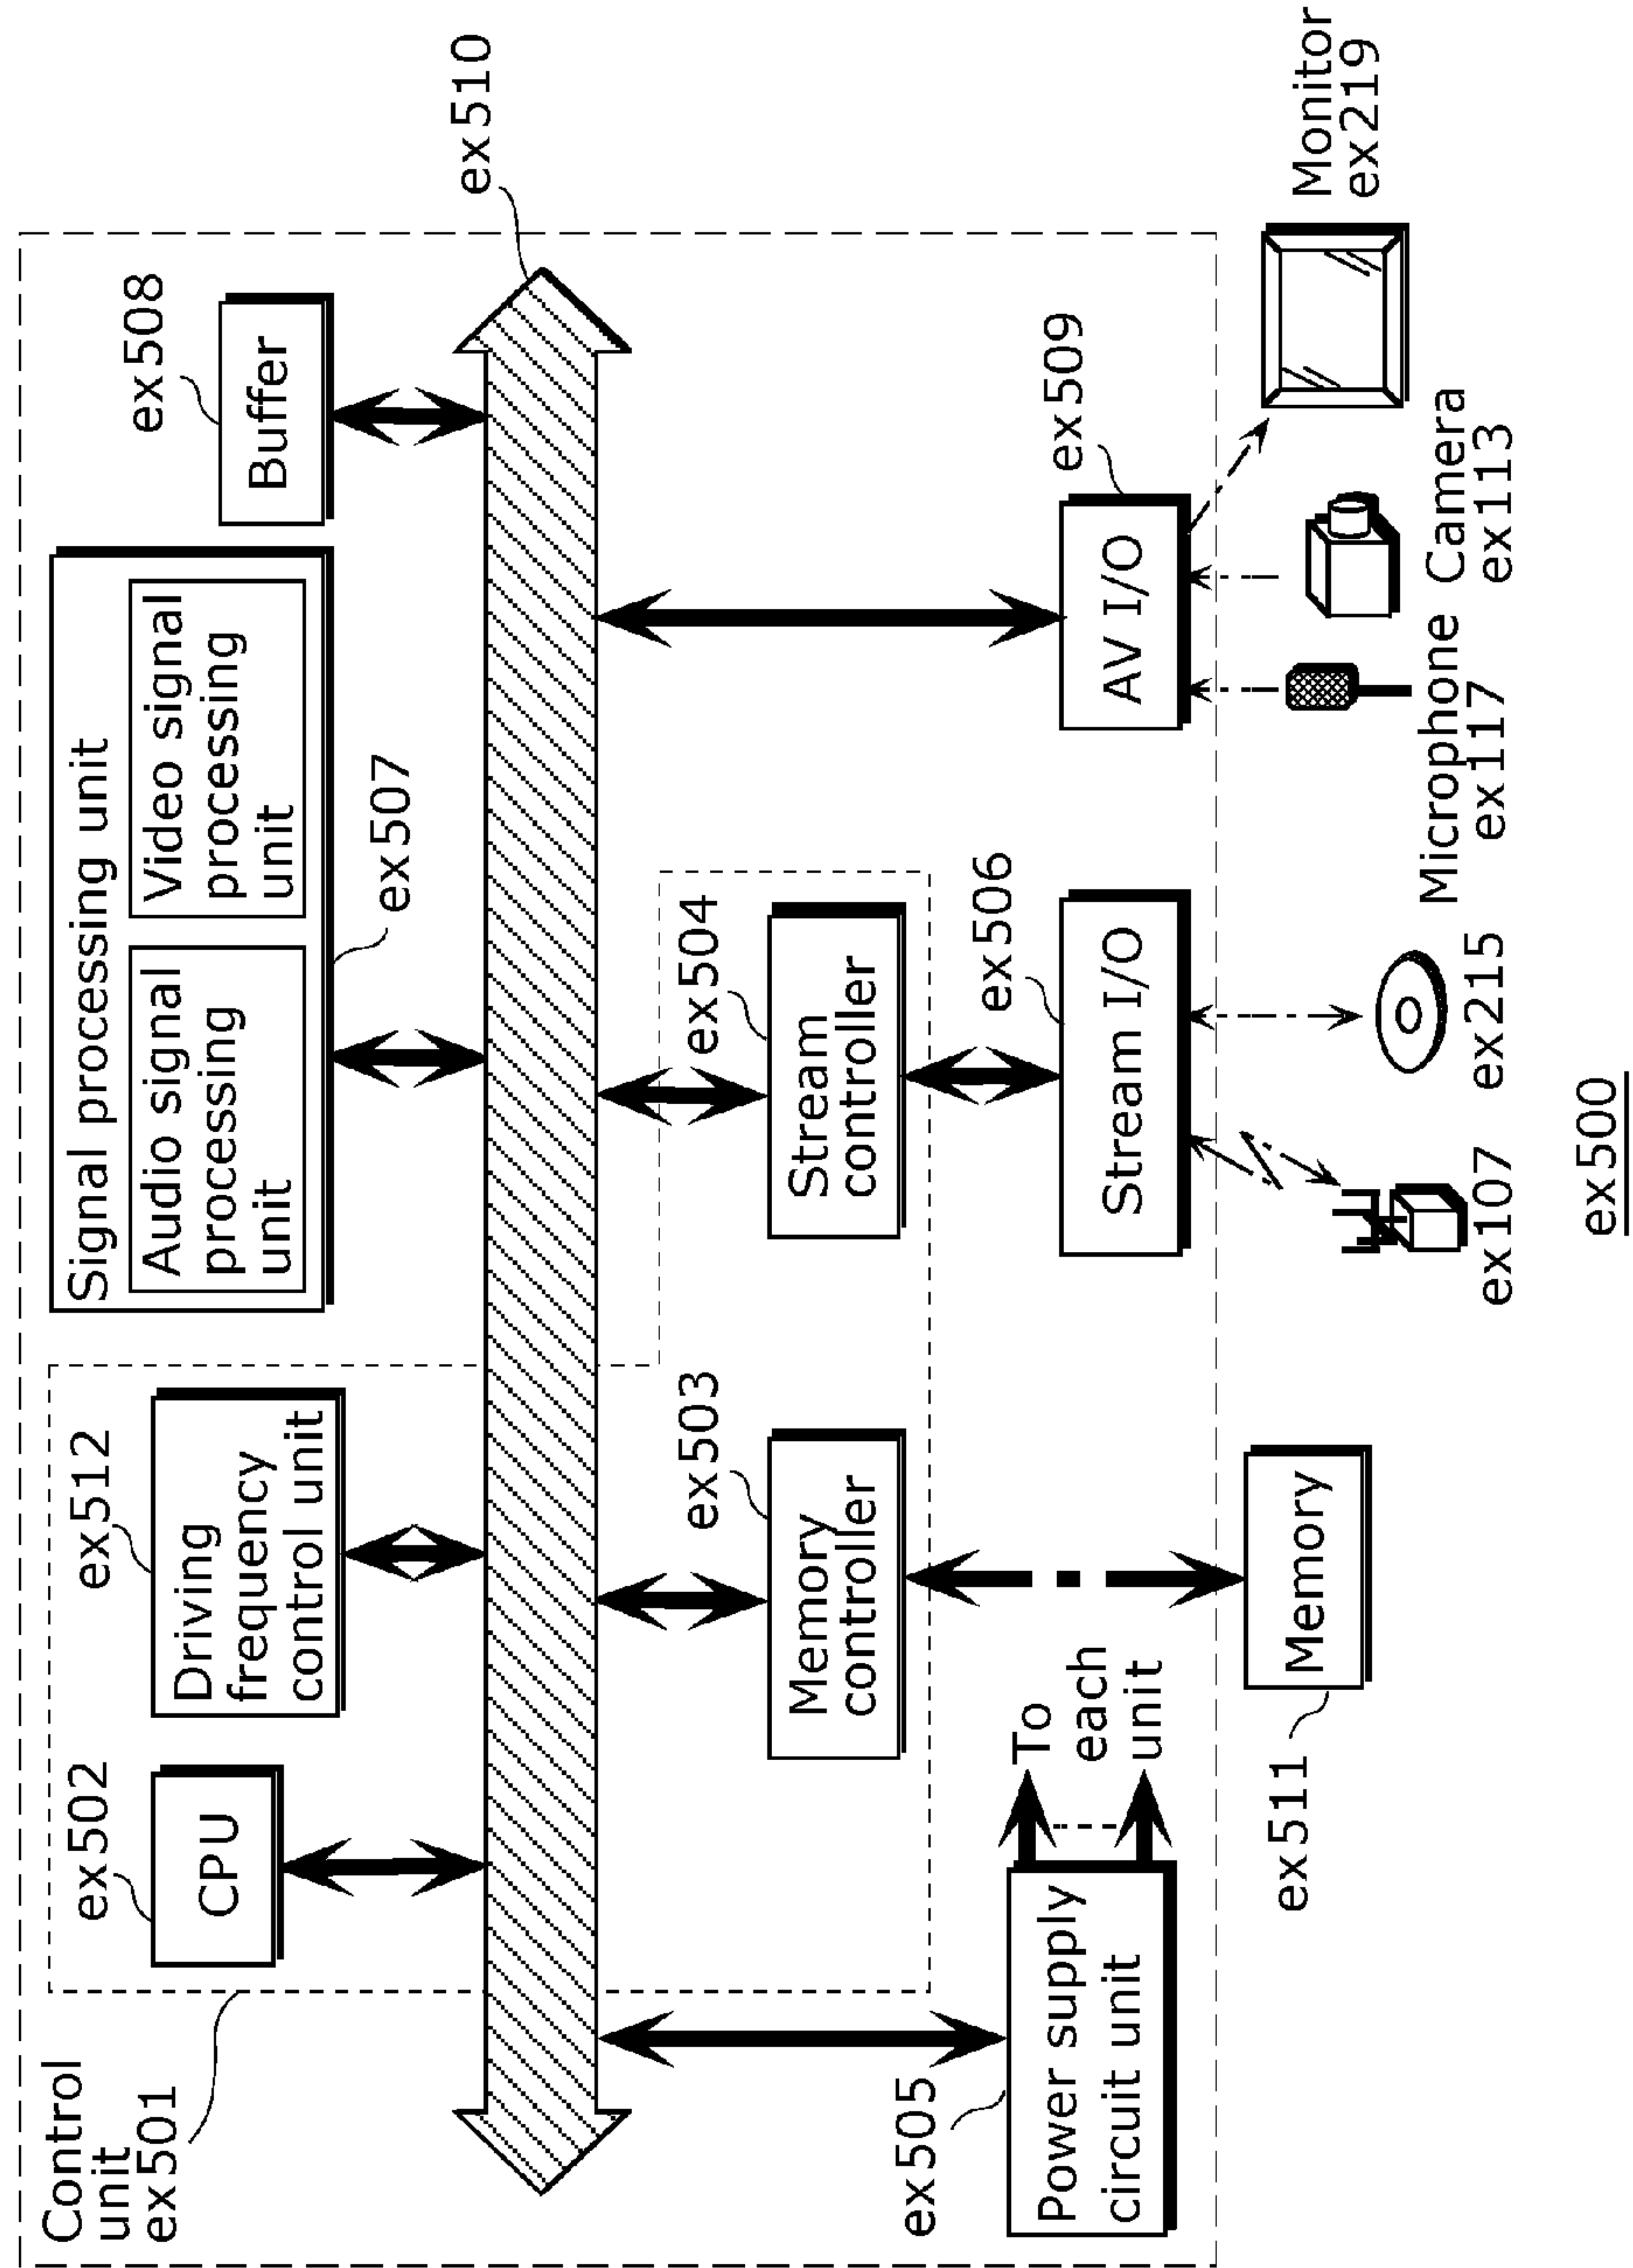 Control
unit
ex501
ex502
CPU
ex512
Driving
frequency
control unit
Signal processing unit
Audio signal
processing
unit
Video signal
processing
unit
ex507
ex508
Buffer
ex510
ex503
Memory
controller
ex504
Stream
controller
ex505
Power supply
circuit unit
To
each
unit
ex506
Stream I/O
ex509
AV I/O
ex511
Memory
ex107
ex215
Microphone
ex117
Camera
ex113
Monitor
ex219
ex500